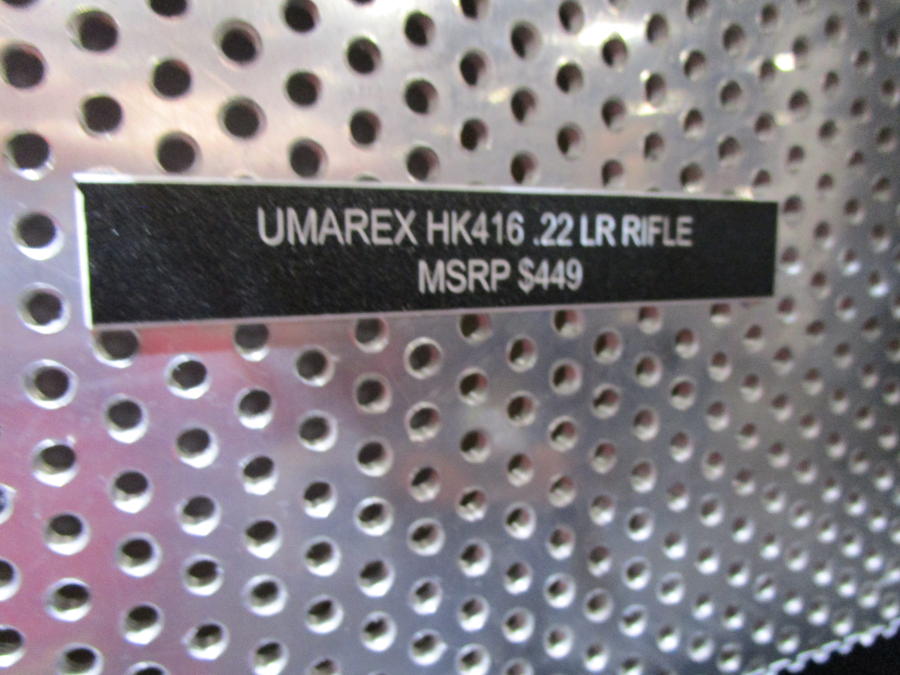 UMAREX HK416 .22 LR RIFLE
MSRP $449